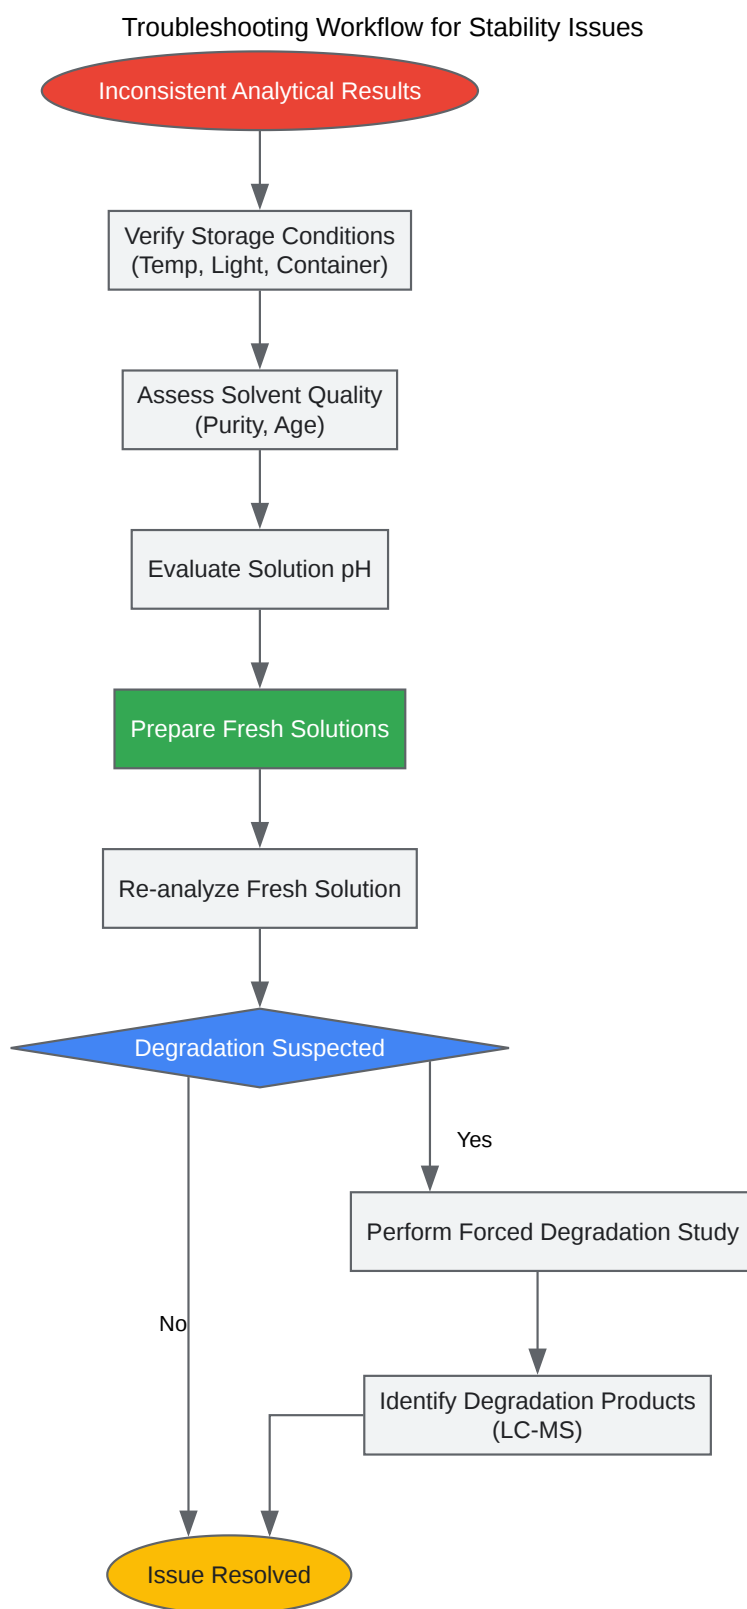 Troubleshooting Workflow for Stability Issues
Inconsistent Analytical Results
Verify Storage Conditions
(Temp, Light, Container)
Assess Solvent Quality
(Purity, Age)
Evaluate Solution pH
Prepare Fresh Solutions
Re-analyze Fresh Solution
Degradation Suspected
Yes
Perform Forced Degradation Study
No
Identify Degradation Products
(LC-MS)
Issue Resolved